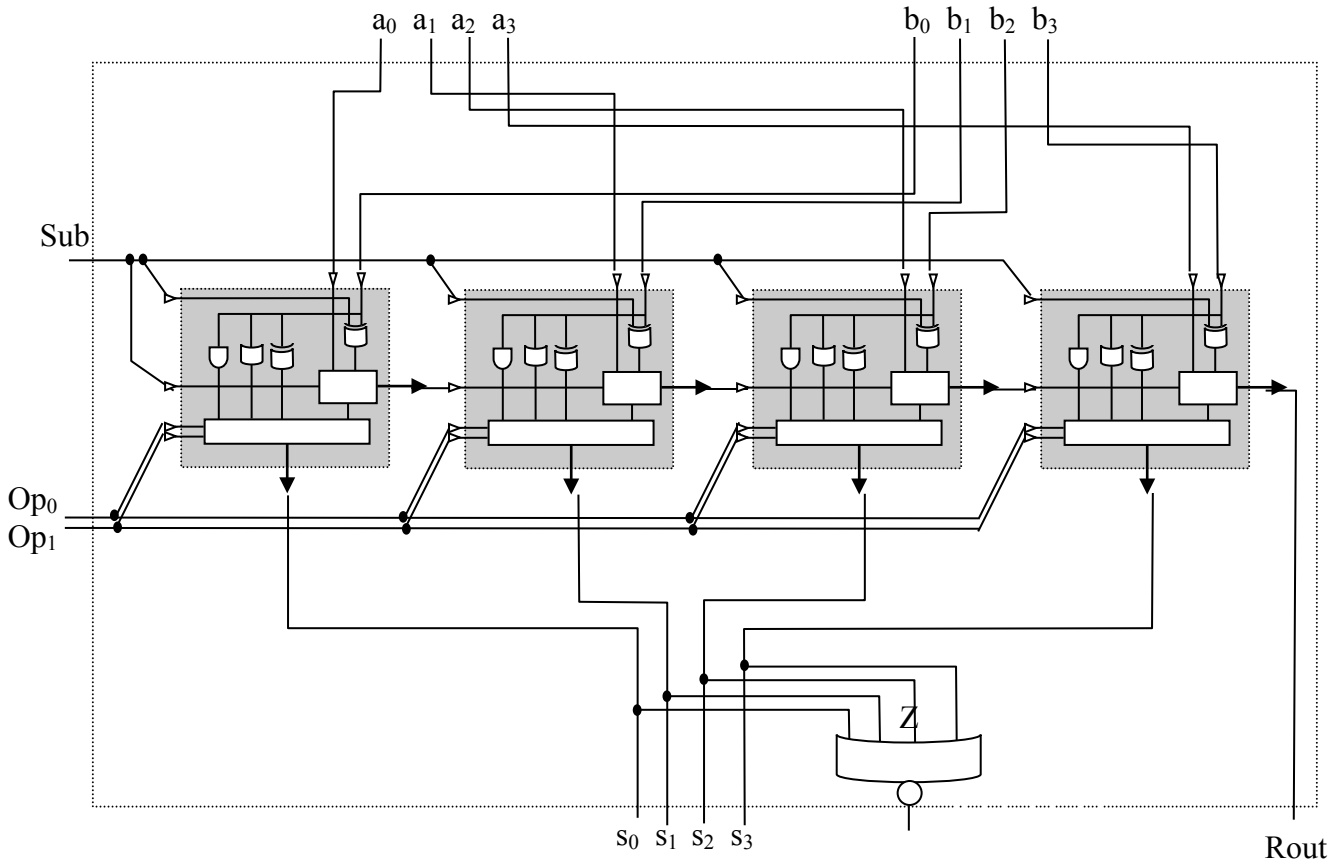 a₀ a₁ a₂ a₃ b₀ b₁ b₂ b₃
Sub
Op₀
Op₁
Z
s₀ s₁ s₂ s₃
Rout